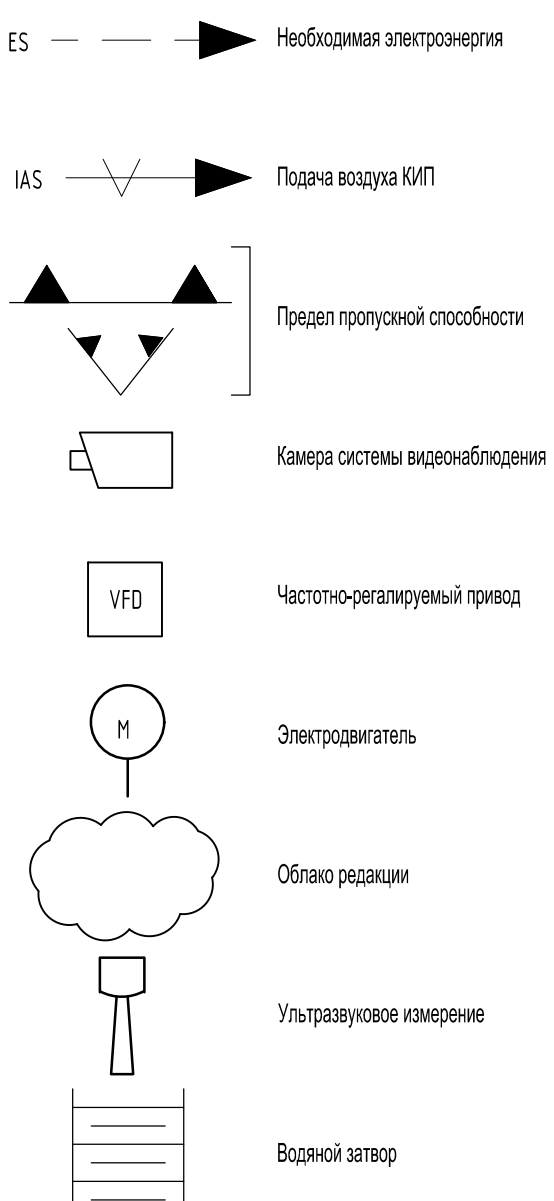 ES Необходимая электроэнергия
IAS Подача воздуха КИП
Предел пропускной способности
Камера системы видеонаблюдения
VFD Частотно-регалируемый привод
M Электродвигатель
Облако редакции
Ультразвуковое измерение
Водяной затвор